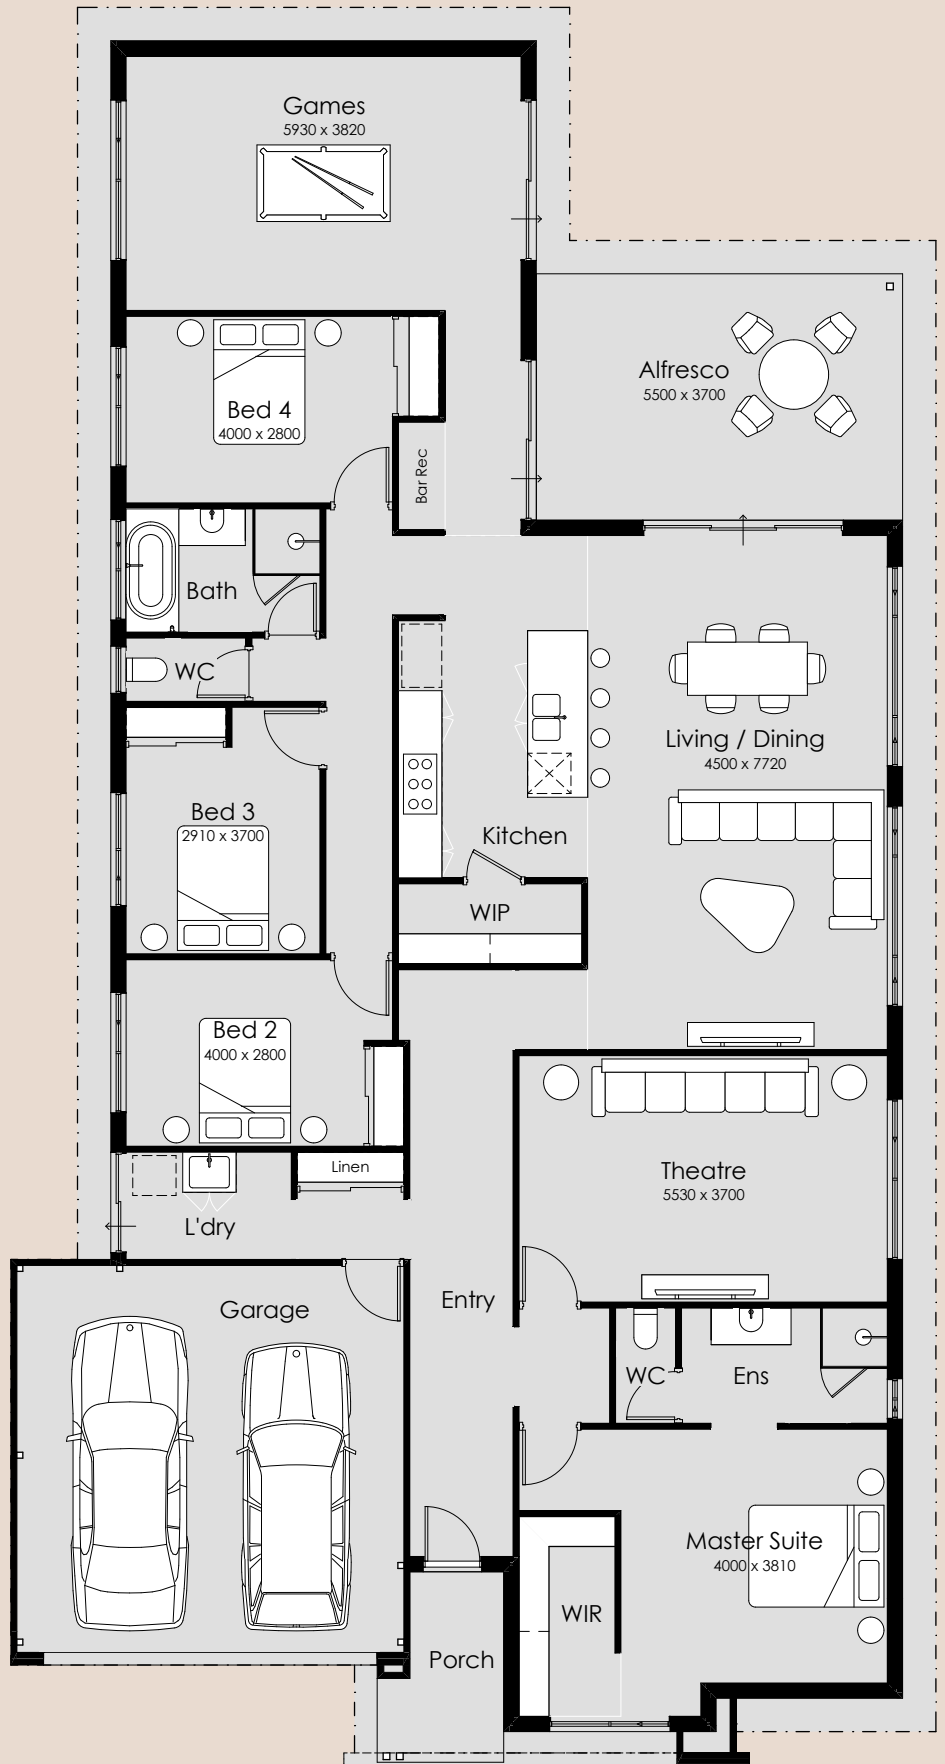 Games
5930 x 3820
Alfresco
5500 x 3700
Bed 4
4000 x 2800
Bar Rec
Bath
WC
Living / Dining
4500 x 7720
Bed 3
2910 x 3700
Kitchen
WIP
Bed 2
4000 x 2800
Linen
Theatre
5530 x 3700
L'dry
Entry
Garage
WC
Ens
Master Suite
4000 x 3810
WIR
Porch